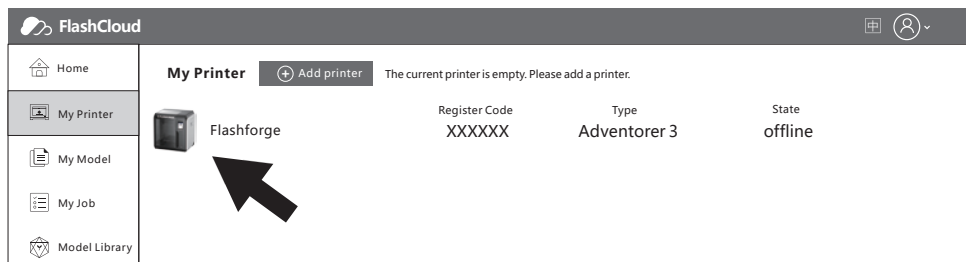 FlashCloud 中
Home
My Printer
My Model
My Job
Model Library
My Printer Add printer The current printer is empty. Please add a printer.
Register Code Type State
Flashforge XXXXXX Adventorer 3 offline